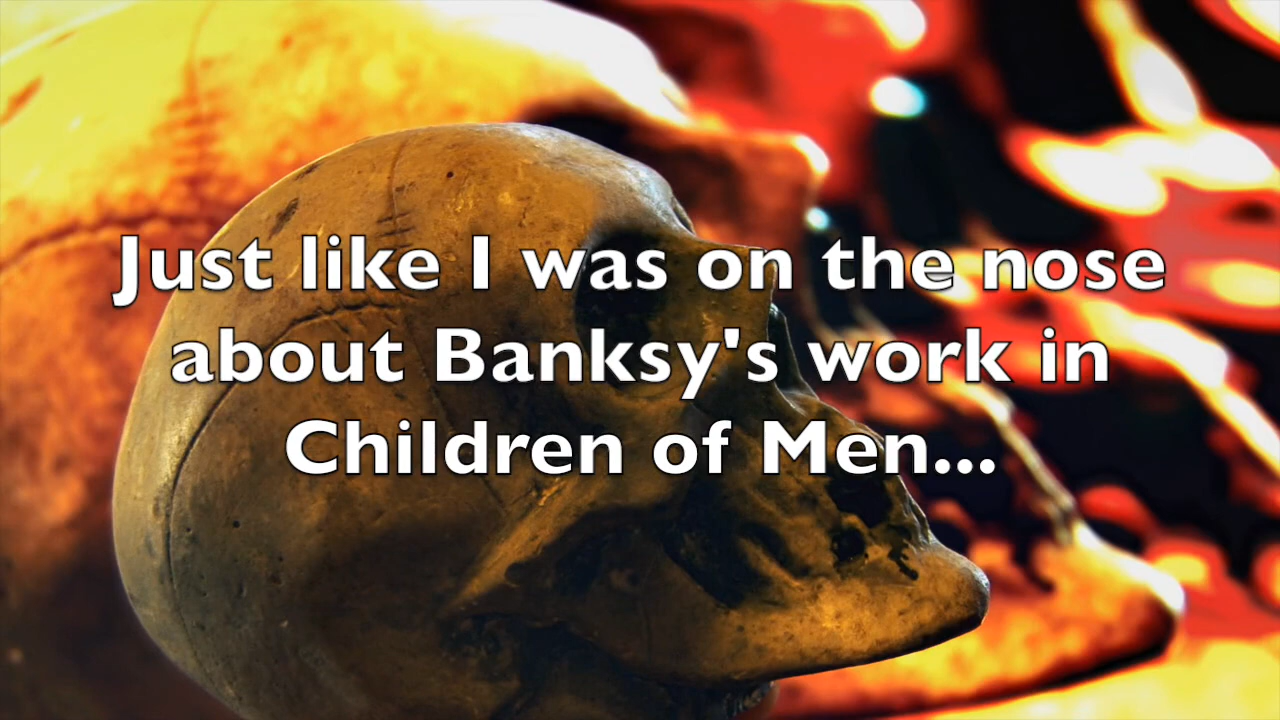 Just like I was on the nose
about Banksy's work in
Children of Men...